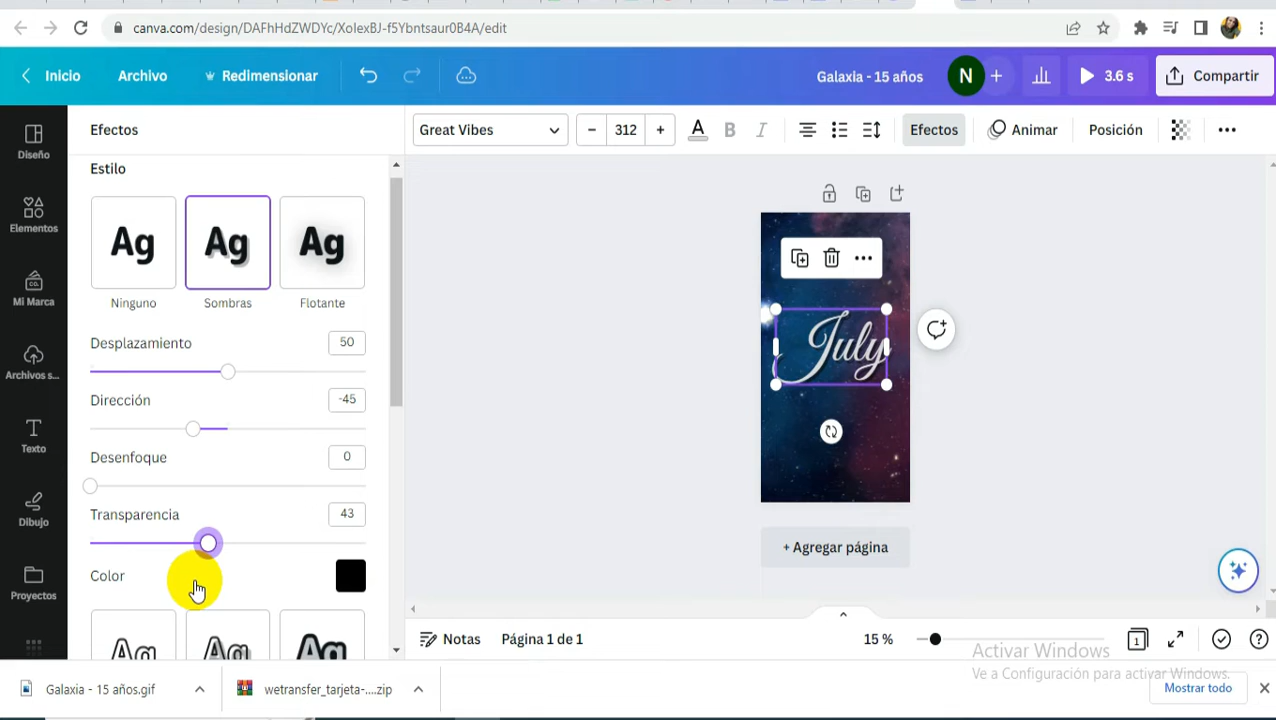 canva.com/design/DAFhHdZWDYc/XolexBJ-f5Ybntsaur0B4A/edit
Inicio
Archivo
Redimensionar
Galaxia - 15 años
N
3.6 s
Compartir
Diseño
Elementos
Mi Marca
Archivos s...
Texto
Dibujo
Proyectos
Efectos
Great Vibes
312
A
B
I
Efectos
Animar
Posición
Estilo
Ag
Ag
Ag
Ninguno
Sombras
Flotante
Desplazamiento
50
Dirección
-45
Desenfoque
0
Transparencia
43
Color
Ag
Ag
Ag
July
+ Agregar página
Notas
Página 1 de 1
15 %
1
Activar Windows
Ve a Configuración para activar Windows.
Galaxia - 15 años.gif
wetransfer_tarjeta-....zip
Mostrar todo